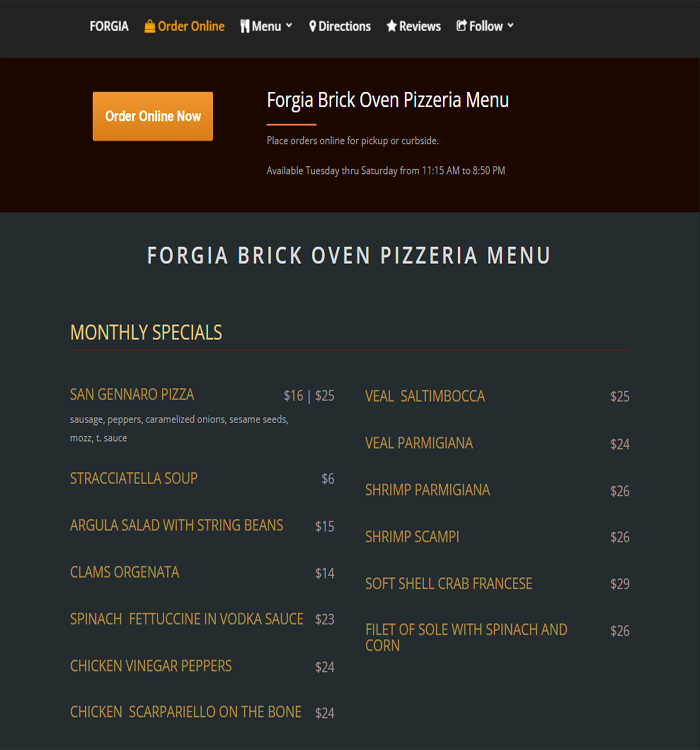 FORGIA Order Online Menu Directions Reviews Follow
Order Online Now
Forgia Brick Oven Pizzeria Menu
Place orders online for pickup or curbside.
Available Tuesday thru Saturday from 11:15 AM to 8:50 PM
FORGIA BRICK OVEN PIZZERIA MENU
MONTHLY SPECIALS
SAN GENNARO PIZZA $16 | $25
sausage, peppers, caramelized onions, sesame seeds,
mozz, t. sauce
STRACCIATELLA SOUP $6
ARGULA SALAD WITH STRING BEANS $15
CLAMS ORGENATA $14
SPINACH FETTUCCINE IN VODKA SAUCE $23
CHICKEN VINEGAR PEPPERS $24
CHICKEN SCARPARIELLO ON THE BONE $24
VEAL SALTIMBOCCA $25
VEAL PARMIGIANA $24
SHRIMP PARMIGIANA $26
SHRIMP SCAMPI $26
SOFT SHELL CRAB FRANCESE $29
FILET OF SOLE WITH SPINACH AND $26
CORN